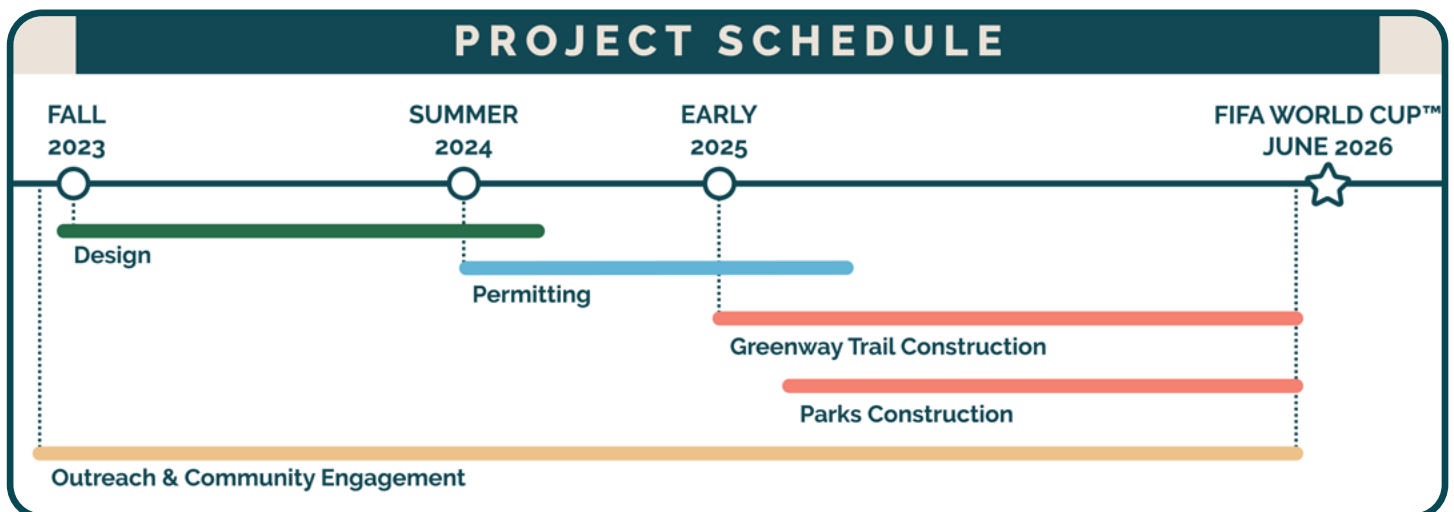 PROJECT SCHEDULE
FALL
2023
SUMMER
2024
EARLY
2025
FIFA WORLD CUP™
JUNE 2026
Design
Permitting
Greenway Trail Construction
Parks Construction
Outreach & Community Engagement